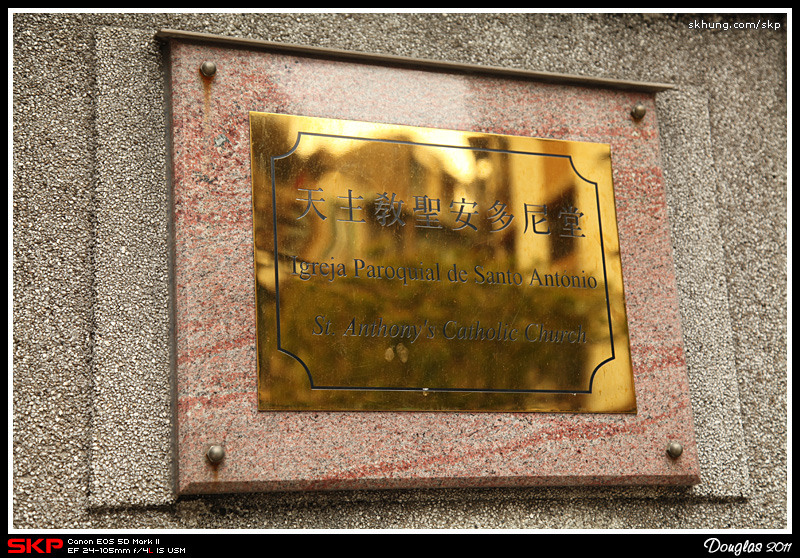 skhung.com/skp
天主教聖安多尼堂
Igreja Paroquial de Santo António
St. Anthony's Catholic Church
SKP
Canon EOS 5D Mark II
EF 24-105mm f/4L IS USM
Douglas 2011